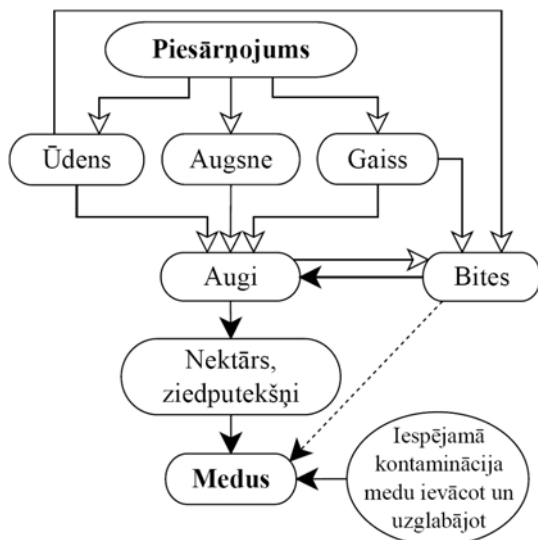 Piesārņojums
Ūdens
Augsne
Gaiss
Augi
Bites
Nektārs,
ziedputekšņi
Medus
Iespējamā
kontaminācija
medu ievācot un
uzglabājot